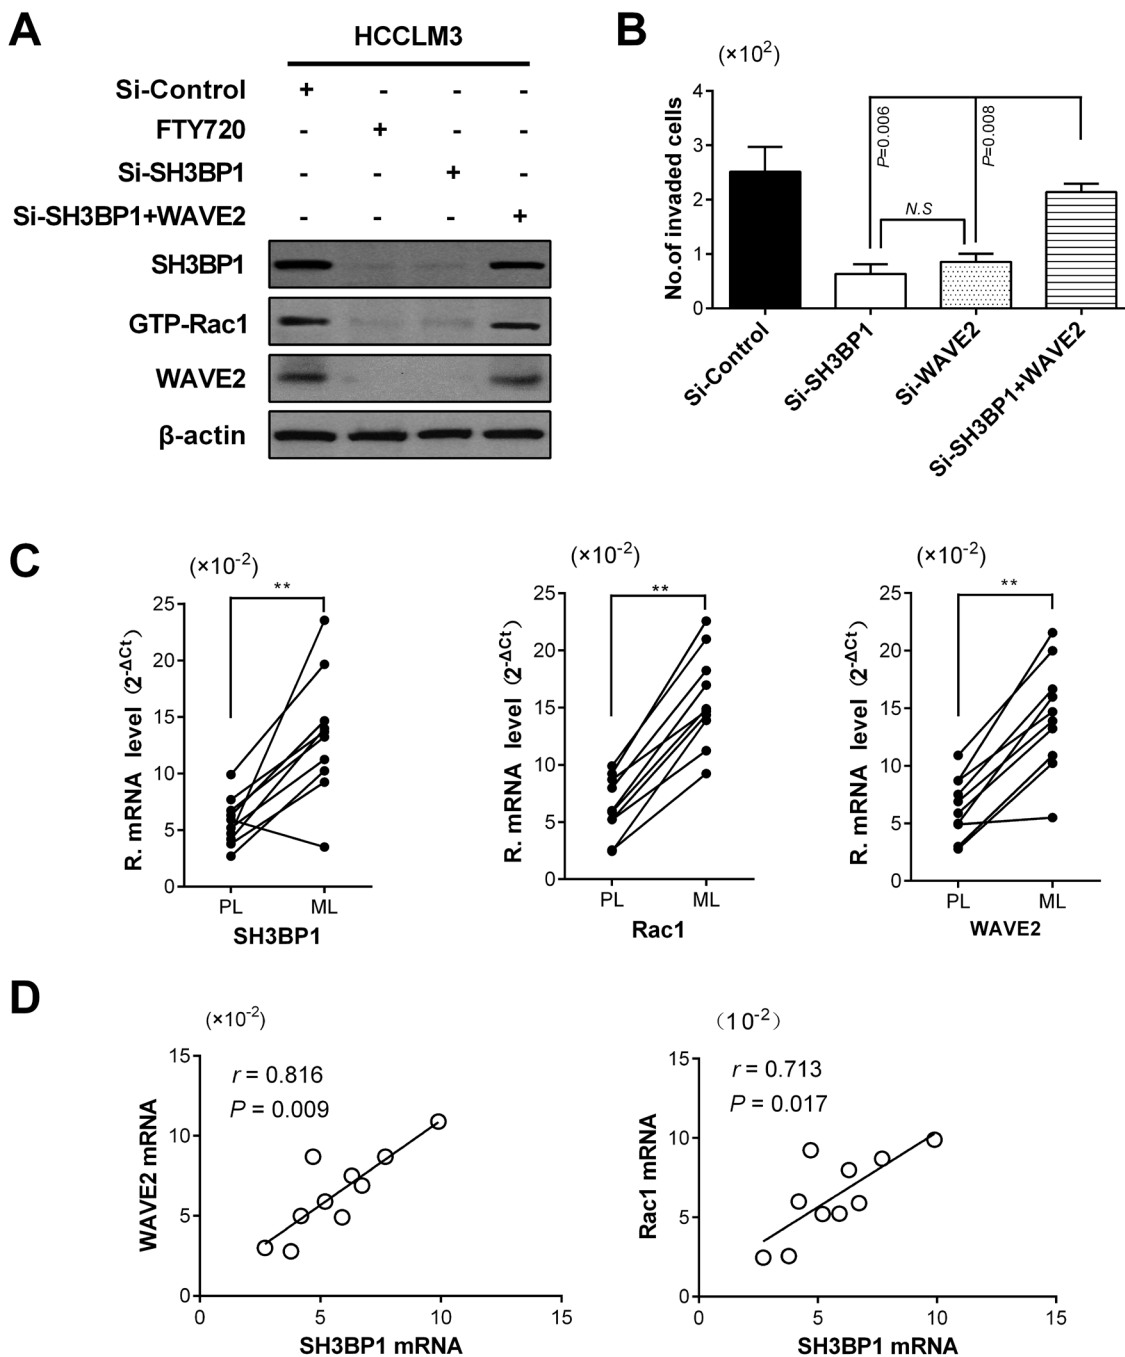 A
HCCLM3
Si-Control + - - -
FTY720 - + - -
Si-SH3BP1 - - + -
Si-SH3BP1+WAVE2 - - - +
SH3BP1
GTP-Rac1
WAVE2
β-actin
B
(×10²)
No.of invaded cells
4
3
2
1
0
P=0.006
P=0.008
N.S
Si-Control
Si-SH3BP1
Si-WAVE2
Si-SH3BP1+WAVE2
C
(×10⁻²)
**
R. mRNA level (2⁻ΔCt)
25
20
15
10
5
0
PL ML
SH3BP1
(×10⁻²)
**
R. mRNA level (2⁻ΔCt)
25
20
15
10
5
0
PL ML
Rac1
(×10⁻²)
**
R. mRNA level (2⁻ΔCt)
25
20
15
10
5
0
PL ML
WAVE2
D
(×10⁻²)
r = 0.816
P = 0.009
WAVE2 mRNA
15
10
5
0
0 5 10 15
SH3BP1 mRNA
(10⁻²)
r = 0.713
P = 0.017
Rac1 mRNA
15
10
5
0
0 5 10 15
SH3BP1 mRNA